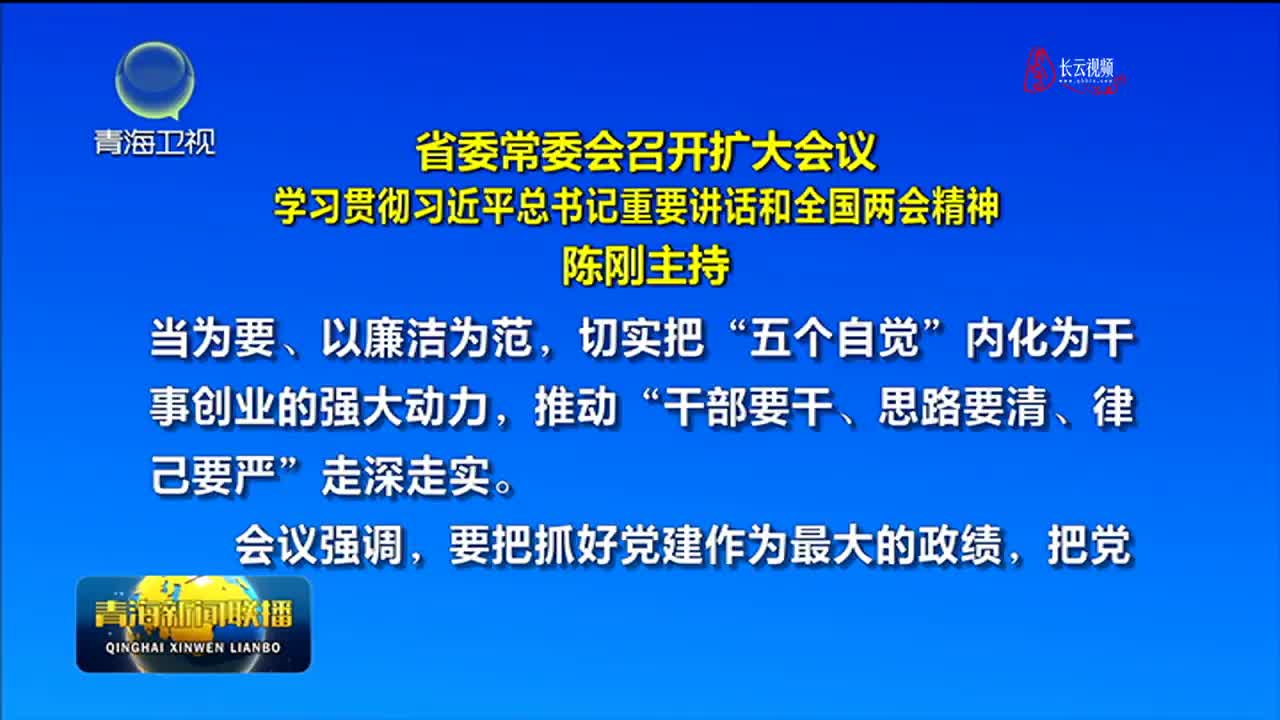 长云视频
青海卫视
省委常委会召开扩大会议
学习贯彻习近平总书记重要讲话和全国两会精神
陈刚主持
当为要、以廉洁为范，切实把“五个自觉”内化为干
事创业的强大动力，推动“干部要干、思路要清、律
己要严”走深走实。
会议强调，要把抓好党建作为最大的政绩，把党
青海新闻联播
QINGHAI XINWEN LIANBO